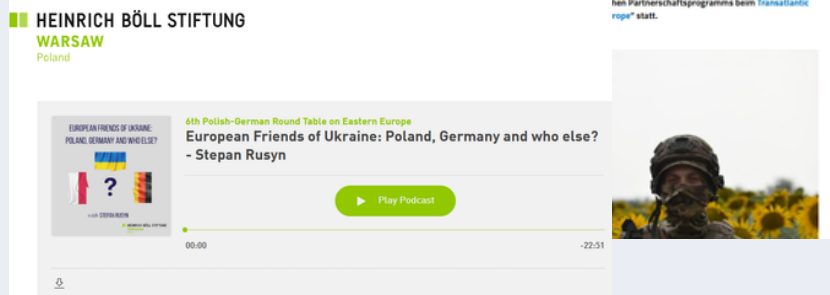 HEINRICH BÖLL STIFTUNG
WARSAW
Poland
hen Partnerschaftsprogramms beim Transatlantic
rope" statt.
EUROPEAN FRIENDS OF UKRAINE:
POLAND, GERMANY AND WHO ELSE?
?
with STEPAN RUSYN
HEINRICH BÖLL STIFTUNG
6th Polish-German Round Table on Eastern Europe
European Friends of Ukraine: Poland, Germany and who else?
- Stepan Rusyn
Play Podcast
00:00
-22:51